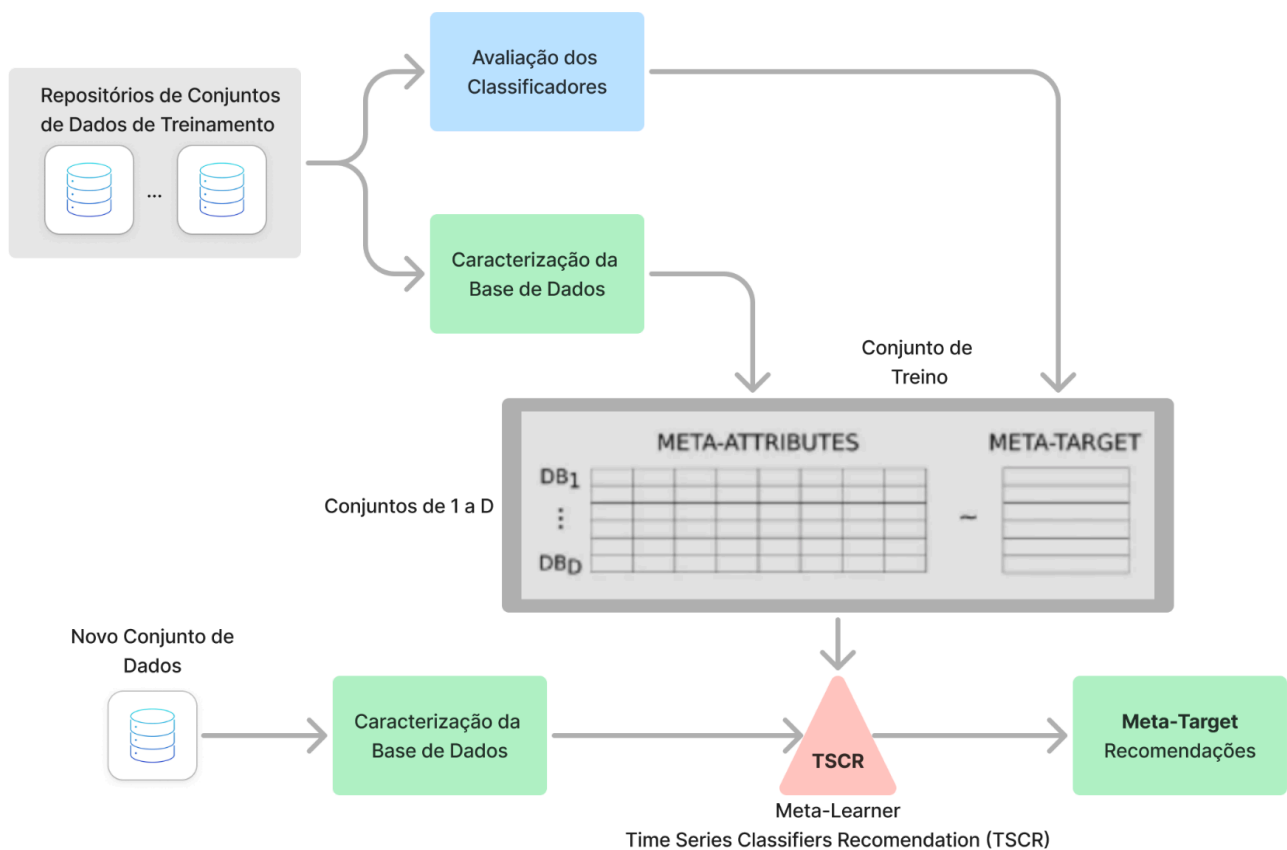 Avaliação dos
Classificadores
Repositórios de Conjuntos
de Dados de Treinamento
...
Caracterização da
Base de Dados
Conjunto de
Treino
META-ATTRIBUTES
META-TARGET
DB1
⋮
DBD
~
Conjuntos de 1 a D
Novo Conjunto de
Dados
Caracterização da
Base de Dados
TSCR
Meta-Target
Recomendações
Meta-Learner
Time Series Classifiers Recomendation (TSCR)